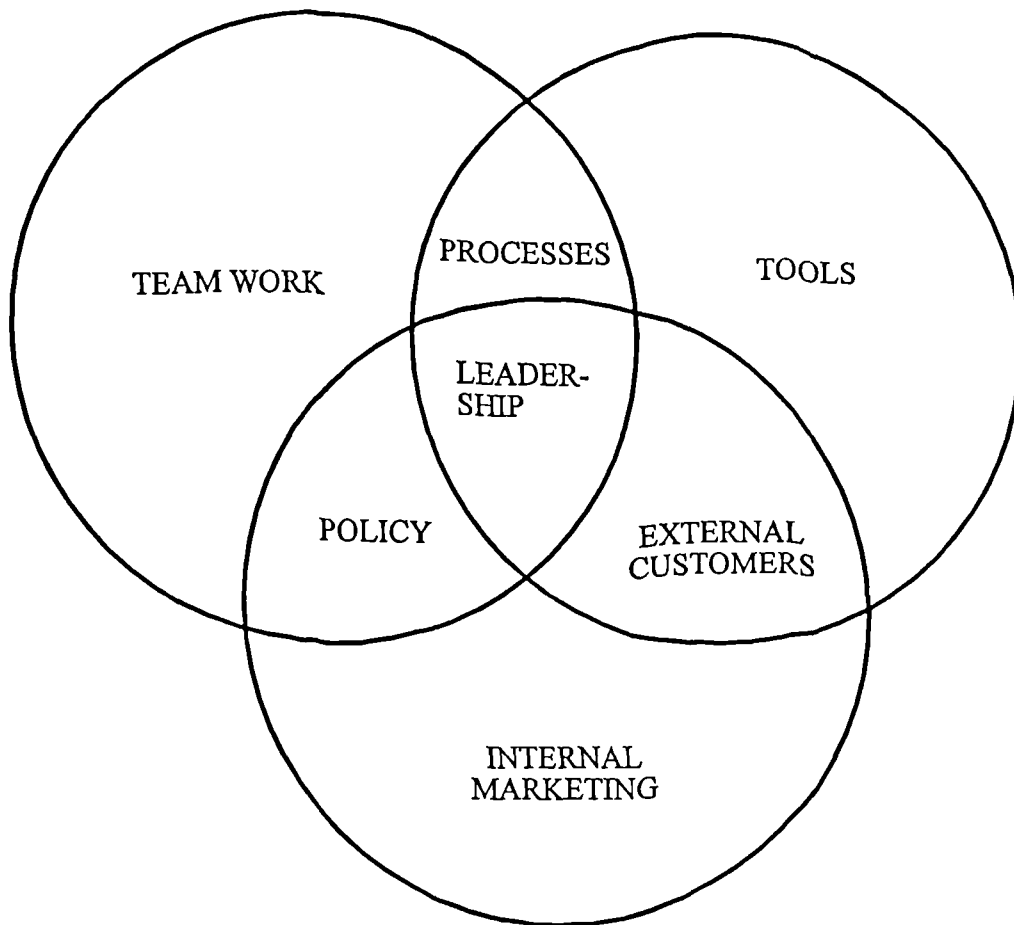 PROCESSES
TEAM WORK
TOOLS
LEADER-
SHIP
POLICY
EXTERNAL
CUSTOMERS
INTERNAL
MARKETING